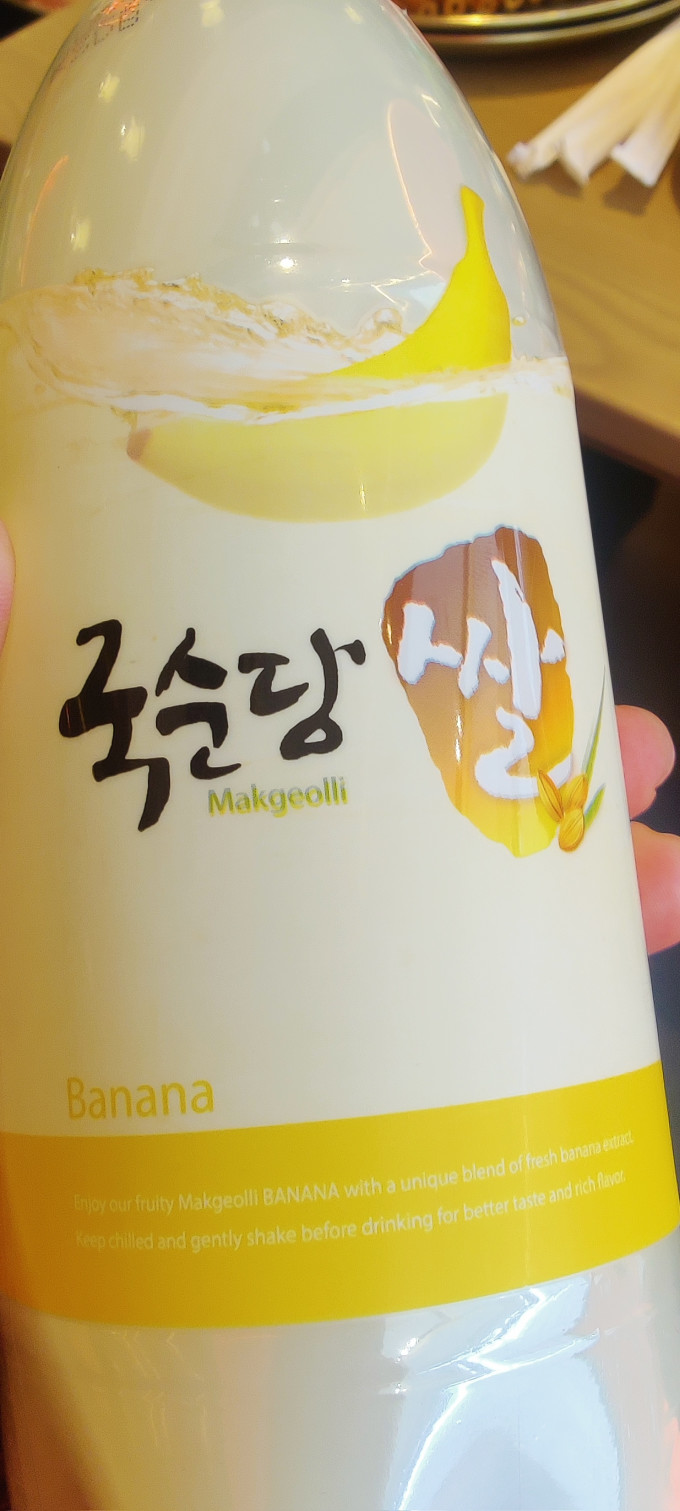 국순당 쌀
Makgeolli
Banana
Enjoy our fruity Makgeolli BANANA with a unique blend of fresh banana extract.
Keep chilled and gently shake before drinking for better taste and rich flavor.